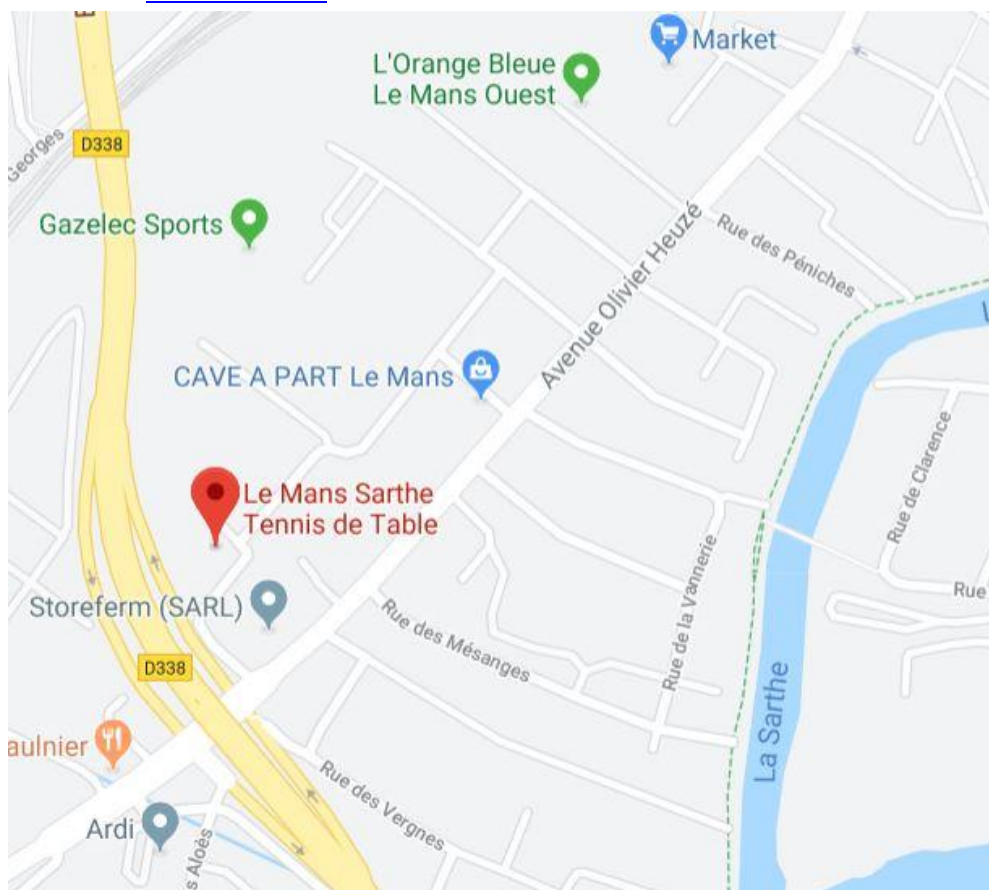 Market
L'Orange Bleue
Le Mans Ouest
D338
Georges
Gazelec Sports
Rue des Péniches
Avenue Olivier Heuzé
CAVE A PART Le Mans
Rue de Clarence
Le Mans Sarthe
Tennis de Table
Rue de la Vannerie
Rue
Storeferm (SARL)
Rue des Mésanges
D338
La Sarthe
aulnier
Rue des Vergnes
Ardi
s Aloès